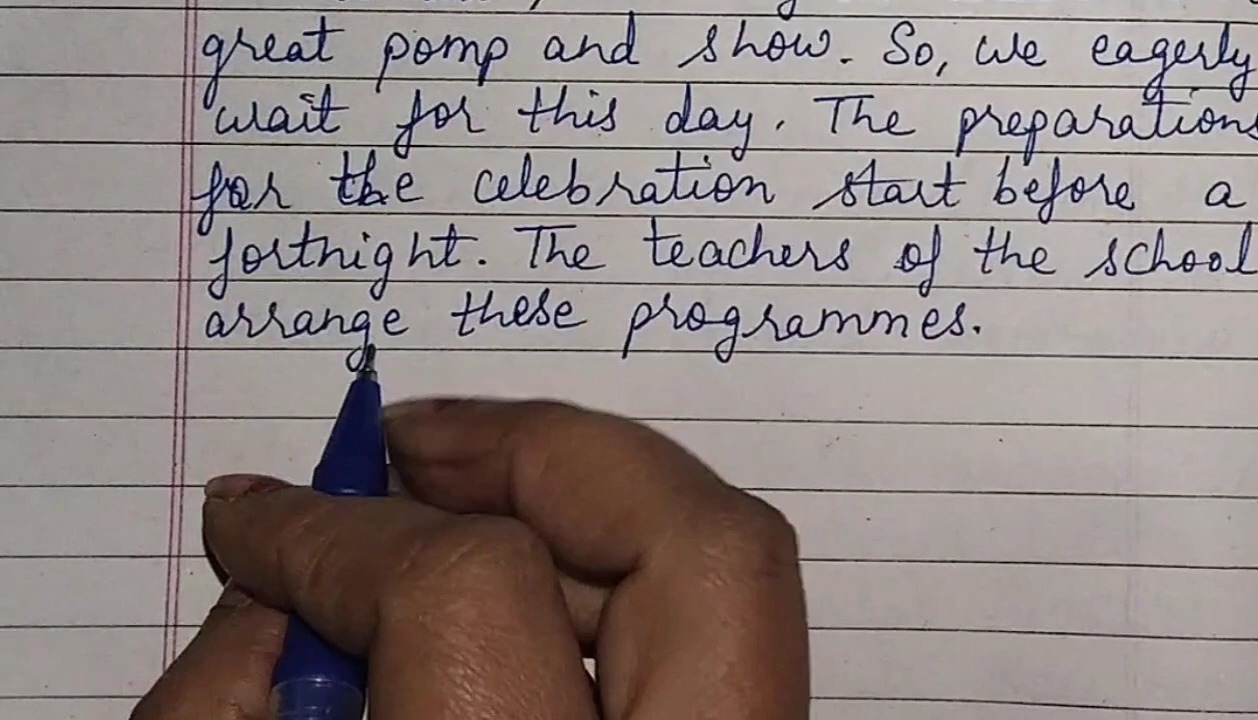 great pomp and show. So, we eagerly
wait for this day. The preparations
for the celebration start before a
fortnight. The teachers of the school
arrange these programmes.